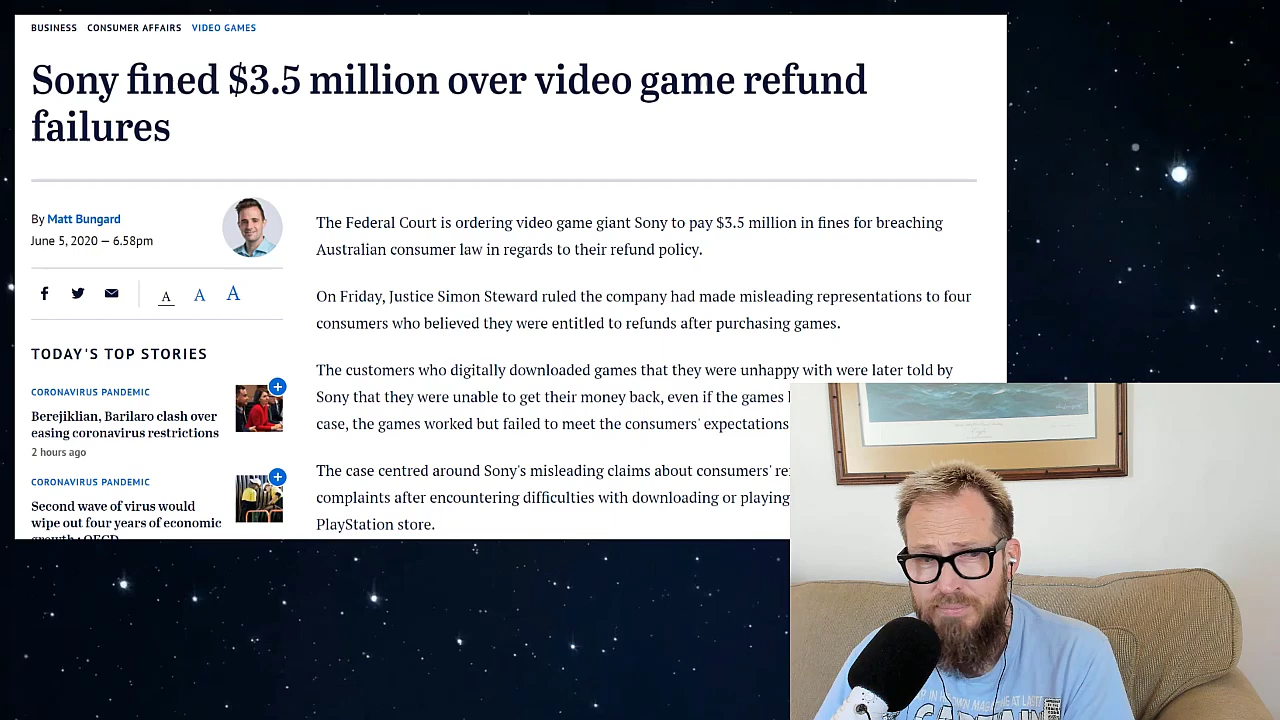 BUSINESS CONSUMER AFFAIRS VIDEO GAMES
Sony fined $3.5 million over video game refund
failures
By Matt Bungard
June 5, 2020 — 6.58pm
A A A
TODAY'S TOP STORIES
CORONAVIRUS PANDEMIC
Berejiklian, Barilaro clash over
easing coronavirus restrictions
2 hours ago
CORONAVIRUS PANDEMIC
Second wave of virus would
wipe out four years of economic
growth: OECD
The Federal Court is ordering video game giant Sony to pay $3.5 million in fines for breaching
Australian consumer law in regards to their refund policy.
On Friday, Justice Simon Steward ruled the company had made misleading representations to four
consumers who believed they were entitled to refunds after purchasing games.
The customers who digitally downloaded games that they were unhappy with were later told by
Sony that they were unable to get their money back, even if the games
case, the games worked but failed to meet the consumers' expectations
The case centred around Sony's misleading claims about consumers'
complaints after encountering difficulties with downloading or playing
PlayStation store.
MAGAZINE AT LAST